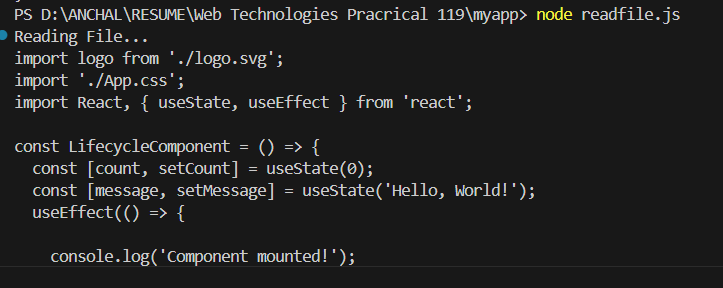 PS D:\ANCHAL\RESUME\Web Technologies Pracrical 119\myapp> node readfile.js
Reading File...
import logo from './logo.svg';
import './App.css';
import React, { useState, useEffect } from 'react';
const LifecycleComponent = () => {
const [count, setCount] = useState(0);
const [message, setMessage] = useState('Hello, World!');
useEffect(() => {
console.log('Component mounted!');